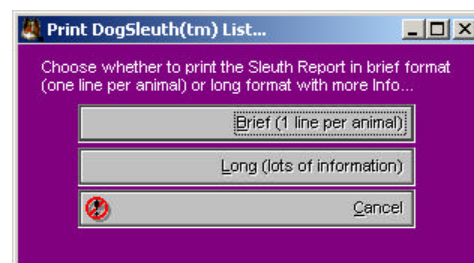 Print DogSleuth(tm) List...
Choose whether to print the Sleuth Report in brief format
(one line per animal) or long format with more Info...
Brief (1 line per animal)
Long (lots of information)
Cancel